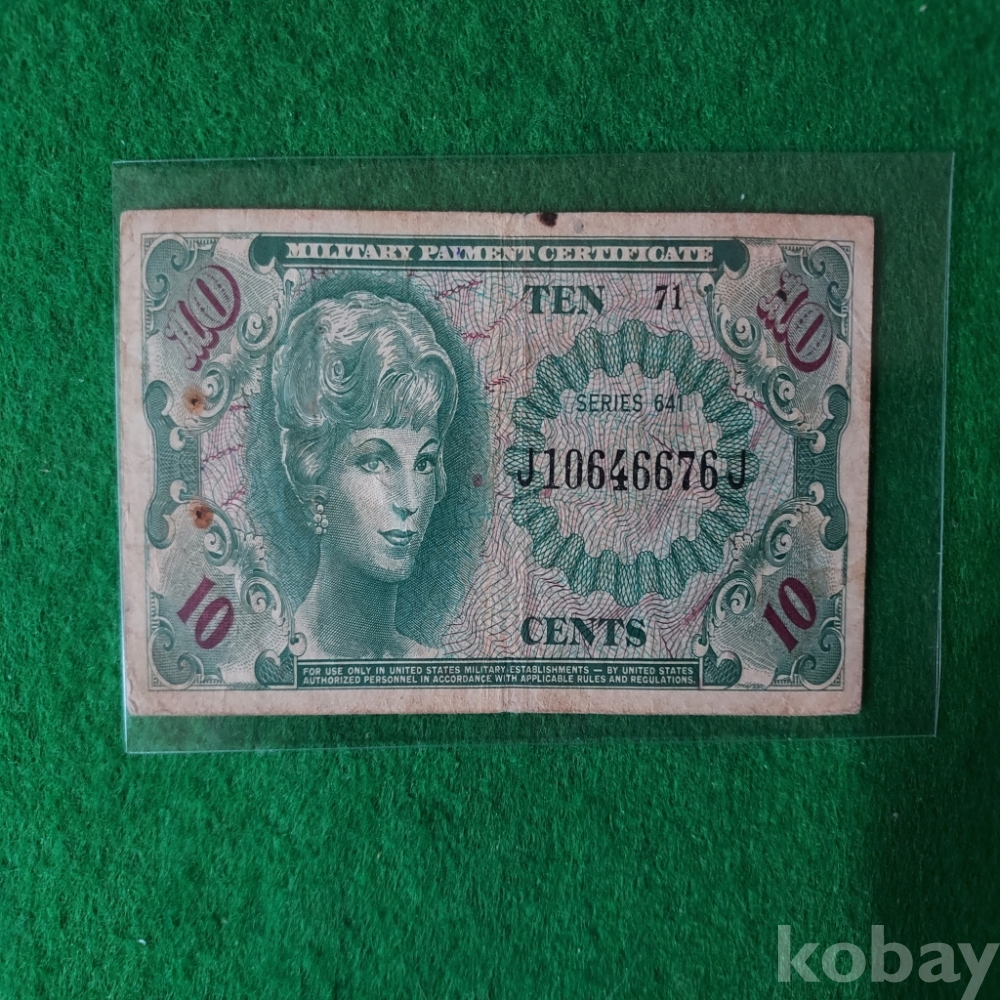 MILITARY PAYMENT CERTIFICATE
10
TEN 71
10
SERIES 641
J10646676J
10
CENTS
10
FOR USE ONLY IN UNITED STATES MILITARY ESTABLISHMENTS — BY UNITED STATES
AUTHORIZED PERSONNEL IN ACCORDANCE WITH APPLICABLE RULES AND REGULATIONS.
kobay